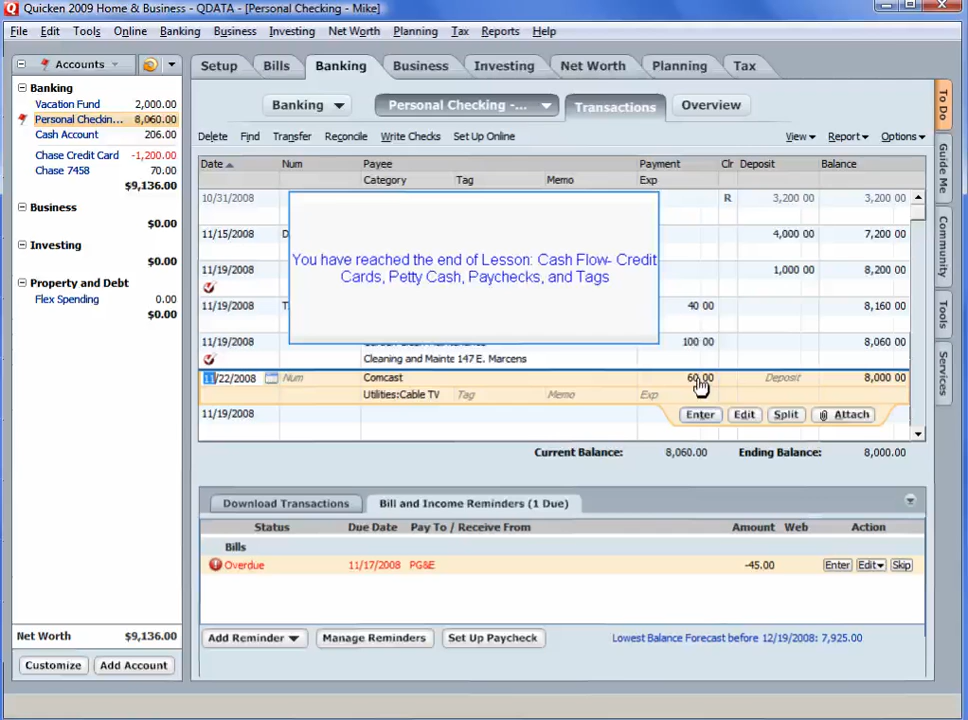 Quicken 2009 Home & Business - QDATA - [Personal Checking - Mike]
File Edit Tools Online Banking Business Investing Net Worth Planning Tax Reports Help
Accounts
Setup Bills Banking Business Investing Net Worth Planning Tax
Banking
Vacation Fund 2,000.00
Personal Checkin... 8,060.00
Cash Account 206.00
Chase Credit Card -1,200.00
Chase 7458 70.00
$9,136.00
Business
$0.00
Investing
$0.00
Property and Debt
Flex Spending 0.00
$0.00
Net Worth $9,136.00
Customize Add Account
Banking Personal Checking -... Transactions Overview
Delete Find Transfer Reconcile Write Checks Set Up Online View Report Options
Date Num Payee Payment Clr Deposit Balance
Category Tag Memo Exp
10/31/2008 R 3,200 00 3,200 00
11/15/2008 D 4,000 00 7,200 00
11/19/2008 1,000 00 8,200 00
11/19/2008 T 40 00 8,160 00
11/19/2008 100 00 8,060 00
Cleaning and Mainte 147 E. Marcens
You have reached the end of Lesson: Cash Flow- Credit
Cards, Petty Cash, Paychecks, and Tags
11/22/2008 Num Comcast 60 00 Deposit 8,000 00
Utilities:Cable TV Tag Memo Exp
11/19/2008
Enter Edit Split Attach
Current Balance: 8,060.00 Ending Balance: 8,000.00
Download Transactions Bill and Income Reminders (1 Due)
Status Due Date Pay To / Receive From Amount Web Action
Bills
Overdue 11/17/2008 PG&E -45.00 Enter Edit Skip
Add Reminder Manage Reminders Set Up Paycheck Lowest Balance Forecast before 12/19/2008: 7,925.00
To Do
Guide Me
Community
Tools
Services